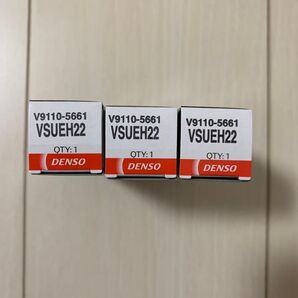 V9110-5661
VSUEH22
QTY: 1
DENSO
V9110-5661
VSUEH22
QTY: 1
DENSO
V9110-5661
VSUEH22
QTY: 1
DENSO